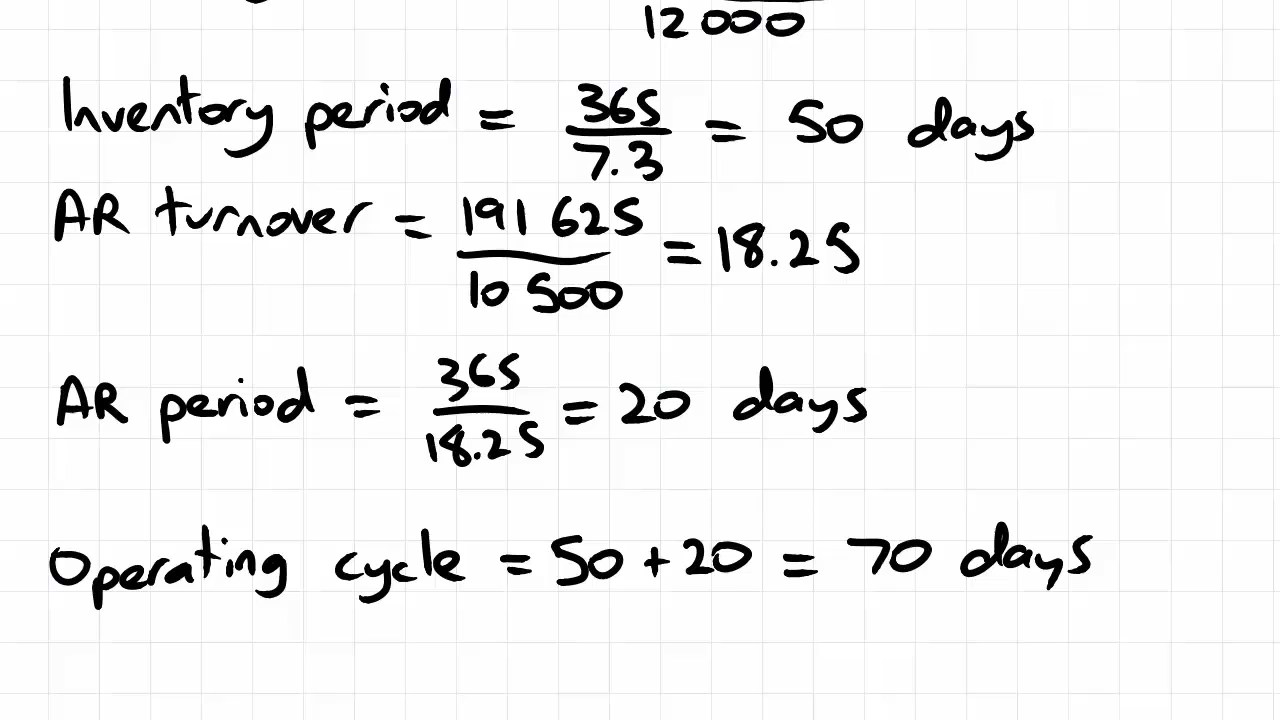 12 000
Inventory period = 365/7.3 = 50 days
AR turnover = 191 625/10 500 = 18.25
AR period = 365/18.25 = 20 days
Operating cycle = 50 + 20 = 70 days